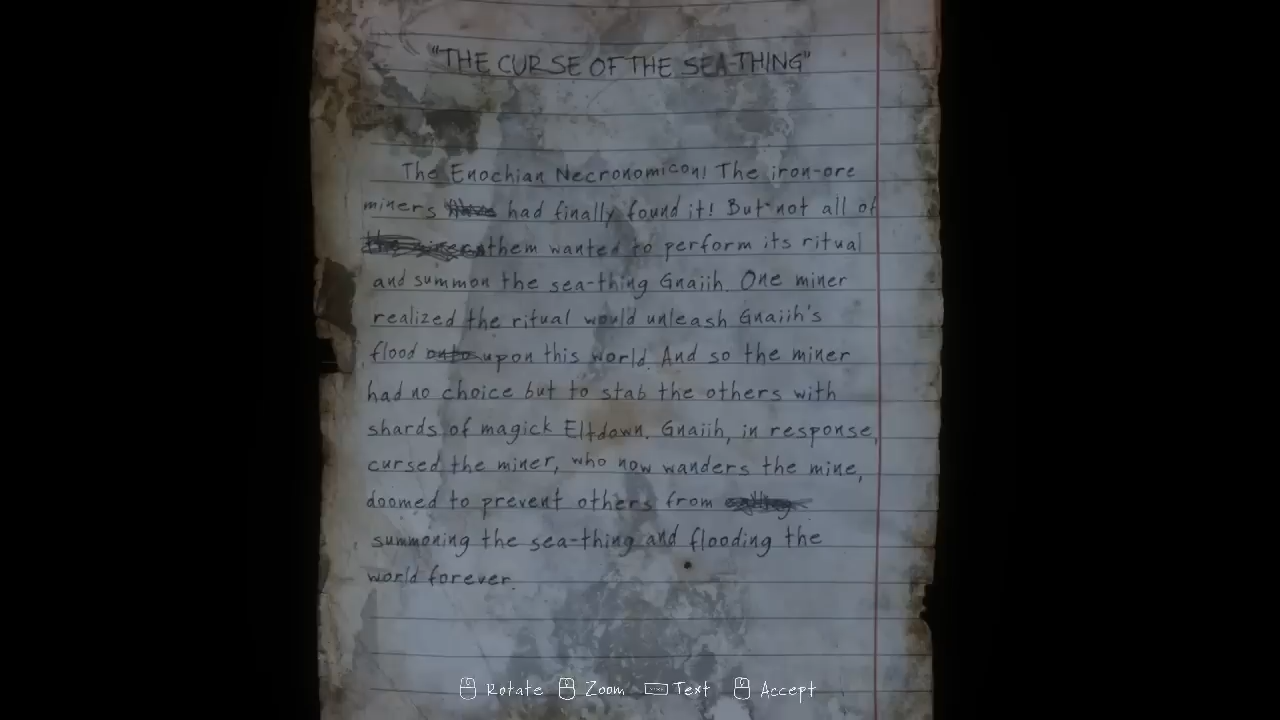 "THE CURSE OF THE SEA-THING"
The Enochian Necronomicon! The iron-ore
miners had finally found it! But not all of
them wanted to perform its ritual
and summon the sea-thing Gnaiih. One miner
realized the ritual would unleash Gnaiih's
flood upon this world. And so the miner
had no choice but to stab the others with
shards of magick Eltdown. Gnaiih, in response,
cursed the miner, who now wanders the mine,
doomed to prevent others from
summoning the sea-thing and flooding the
world forever.
Rotate Zoom Text Accept